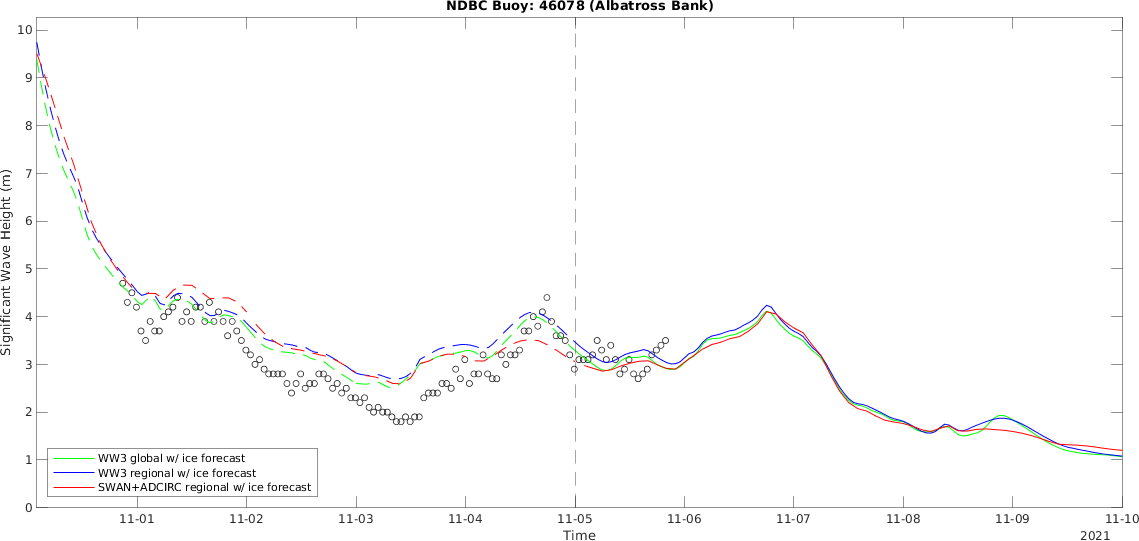 NDBC Buoy: 46078 (Albatross Bank)
10
9
8
7
6
5
4
3
2
1
0
Significant Wave Height (m)
WW3 global w/ ice forecast
WW3 regional w/ ice forecast
SWAN+ADCIRC regional w/ ice forecast
11-01 11-02 11-03 11-04 11-05 11-06 11-07 11-08 11-09 11-10
Time
2021